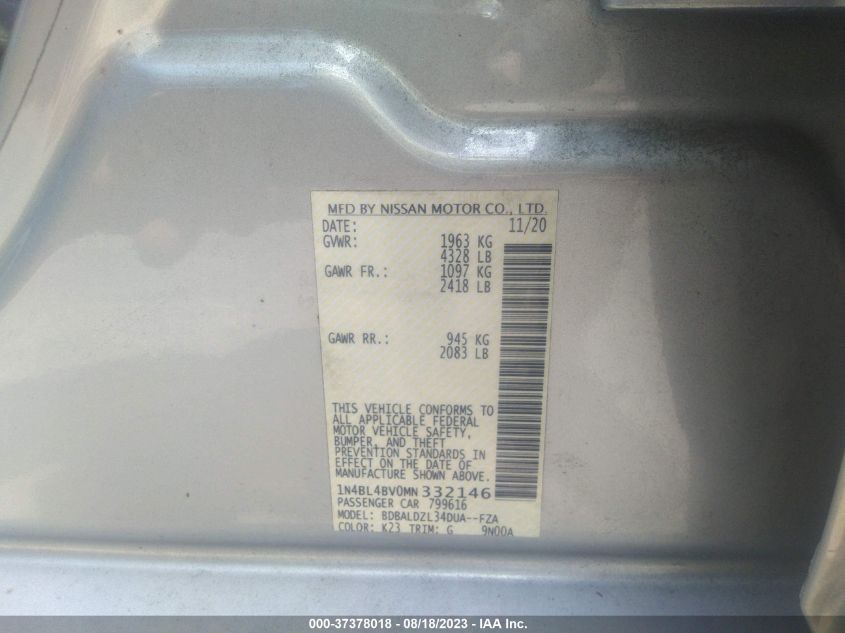 MFD BY NISSAN MOTOR CO., LTD.
DATE: 11/20
GVWR: 1963 KG
4328 LB
GAWR FR.: 1097 KG
2418 LB
GAWR RR.: 945 KG
2083 LB
THIS VEHICLE CONFORMS TO
ALL APPLICABLE FEDERAL
MOTOR VEHICLE SAFETY,
BUMPER, AND THEFT
PREVENTION STANDARDS IN
EFFECT ON THE DATE OF
MANUFACTURE SHOWN ABOVE.
1N4BL4BV0MN332146
PASSENGER CAR 799616
MODEL: BDBALDZL34DUA--FZA
COLOR: K23 TRIM: G 9N00A
000-37378018 - 08/18/2023 - IAA Inc.